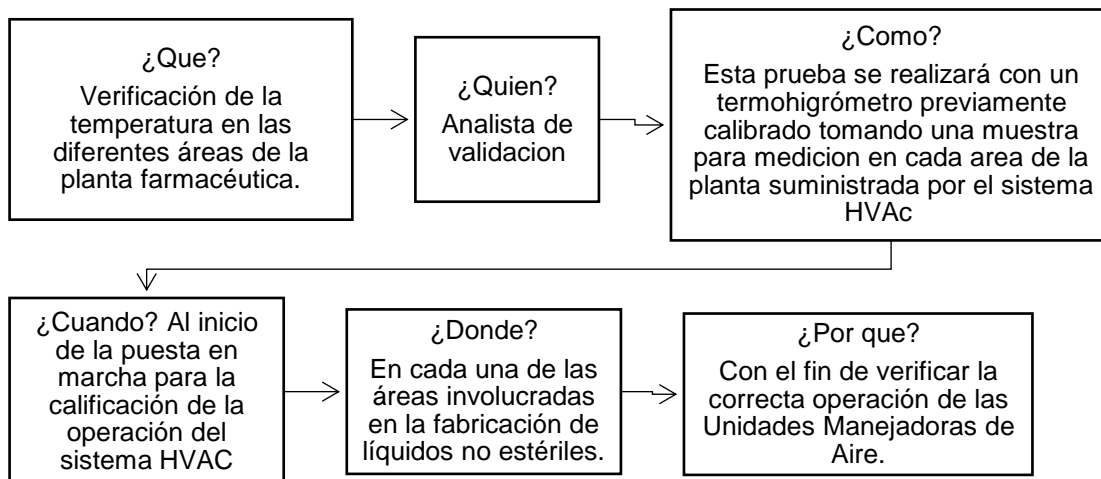 ¿Que?
Verificación de la
temperatura en las
diferentes áreas de la
planta farmacéutica.
¿Quien?
Analista de
validacion
¿Como?
Esta prueba se realizará con un
termohigrómetro previamente
calibrado tomando una muestra
para medicion en cada area de la
planta suministrada por el sistema
HVAc
¿Cuando? Al inicio
de la puesta en
marcha para la
calificación de la
operación del
sistema HVAC
¿Donde?
En cada una de las
áreas involucradas
en la fabricación de
líquidos no estériles.
¿Por que?
Con el fin de verificar la
correcta operación de las
Unidades Manejadoras de
Aire.